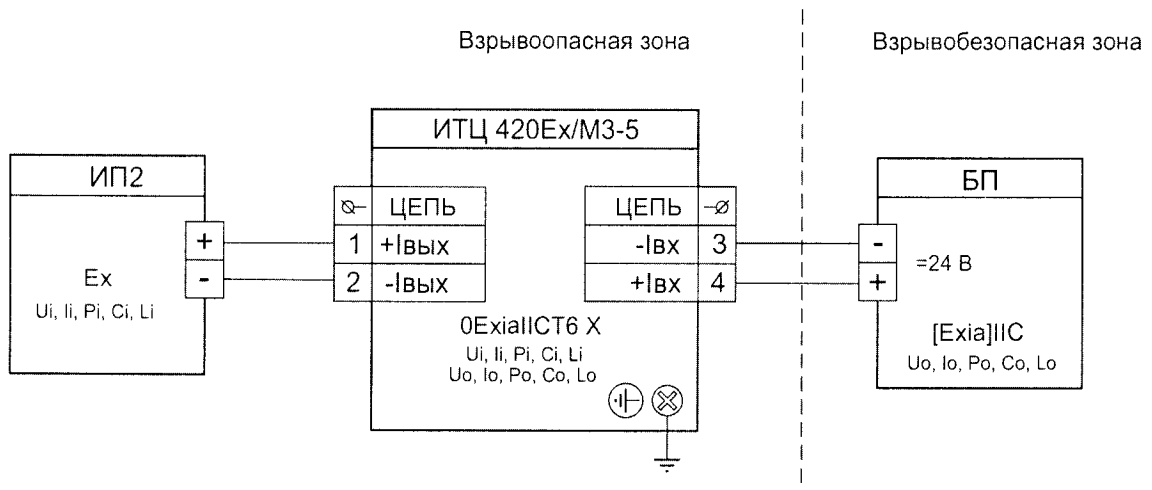 Взрывоопасная зона
Взрывобезопасная зона
ИТЦ 420Ех/М3-5
ИП2
БП
ЦЕПЬ
ЦЕПЬ
+
1
+Iвых
-Iвх
3
-
-
2
-Iвых
+Iвх
4
+
=24 В
Ех
Ui, Ii, Pi, Ci, Li
0ExiaIICT6 X
Ui, Ii, Pi, Ci, Li
Uo, Io, Po, Co, Lo
[Exia]IIC
Uo, Io, Po, Co, Lo